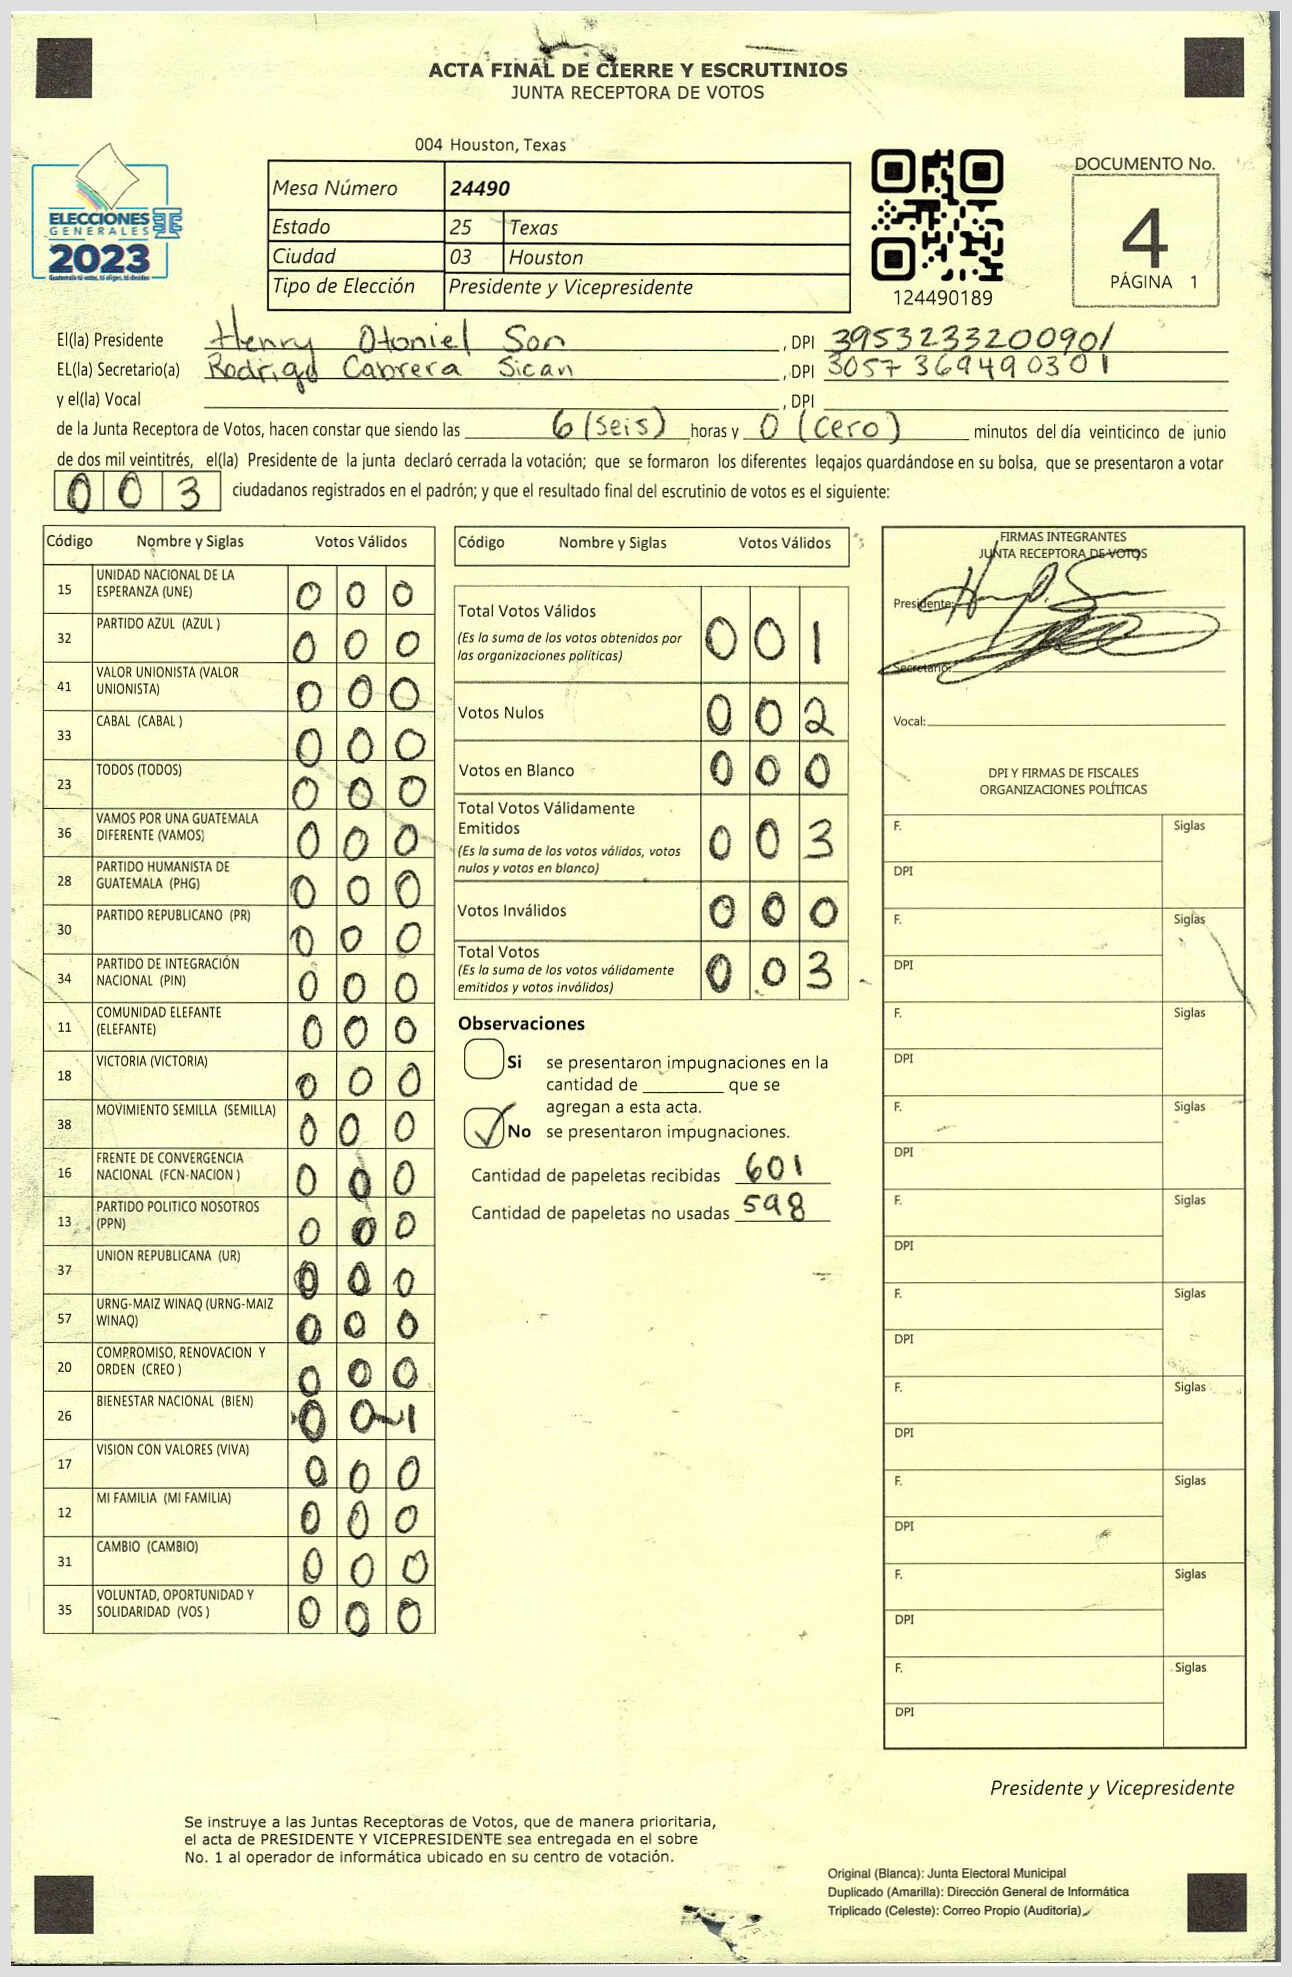 ACTA FINAL DE CIERRE Y ESCRUTINIOS
JUNTA RECEPTORA DE VOTOS
004 Houston, Texas
ELECCIONES
GENERALES
2023
Mesa Número 24490
Estado 25 Texas
Ciudad 03 Houston
Tipo de Elección Presidente y Vicepresidente
124490189
DOCUMENTO No.
4
PÁGINA 1
El(la) Presidente Henry Otoniel Son , DPI 3953233200901
EL(la) Secretario(a) Rodrigo Cabrera Sican , DPI 3057369490301
y el(la) Vocal , DPI
de la Junta Receptora de Votos, hacen constar que siendo las 6 (seis) horas y 0 (cero) minutos del día veinticinco de junio
de dos mil veintitrés, el(la) Presidente de la junta declaró cerrada la votación; que se formaron los diferentes legajos guardándose en su bolsa, que se presentaron a votar
0 0 3 ciudadanos registrados en el padrón; y que el resultado final del escrutinio de votos es el siguiente:
Código Nombre y Siglas Votos Válidos
15 UNIDAD NACIONAL DE LA
ESPERANZA (UNE) 0 0 0
32 PARTIDO AZUL (AZUL ) 0 0 0
41 VALOR UNIONISTA (VALOR
UNIONISTA) 0 0 0
33 CABAL (CABAL ) 0 0 0
23 TODOS (TODOS) 0 0 0
36 VAMOS POR UNA GUATEMALA
DIFERENTE (VAMOS) 0 0 0
28 PARTIDO HUMANISTA DE
GUATEMALA (PHG) 0 0 0
30 PARTIDO REPUBLICANO (PR) 0 0 0
34 PARTIDO DE INTEGRACIÓN
NACIONAL (PIN) 0 0 0
11 COMUNIDAD ELEFANTE
(ELEFANTE) 0 0 0
18 VICTORIA (VICTORIA) 0 0 0
38 MOVIMIENTO SEMILLA (SEMILLA) 0 0 0
16 FRENTE DE CONVERGENCIA
NACIONAL (FCN-NACION ) 0 0 0
13 PARTIDO POLITICO NOSOTROS
(PPN) 0 0 0
37 UNION REPUBLICANA (UR) 0 0 0
57 URNG-MAIZ WINAQ (URNG-MAIZ
WINAQ) 0 0 0
20 COMPROMISO, RENOVACION Y
ORDEN (CREO ) 0 0 0
26 BIENESTAR NACIONAL (BIEN) 0 0 1
17 VISION CON VALORES (VIVA) 0 0 0
12 MI FAMILIA (MI FAMILIA) 0 0 0
31 CAMBIO (CAMBIO) 0 0 0
35 VOLUNTAD, OPORTUNIDAD Y
SOLIDARIDAD (VOS ) 0 0 0
Código Nombre y Siglas Votos Válidos
Total Votos Válidos 0 0 1
(Es la suma de los votos obtenidos por
las organizaciones políticas)
Votos Nulos 0 0 2
Votos en Blanco 0 0 0
Total Votos Válidamente
Emitidos 0 0 3
(Es la suma de los votos válidos, votos
nulos y votos en blanco)
Votos Inválidos 0 0 0
Total Votos 0 0 3
(Es la suma de los votos válidamente
emitidos y votos inválidos)
Observaciones
Si se presentaron impugnaciones en la
cantidad de ________ que se
agregan a esta acta.
No se presentaron impugnaciones.
Cantidad de papeletas recibidas 601
Cantidad de papeletas no usadas 598
FIRMAS INTEGRANTES
JUNTA RECEPTORA DE VOTOS
Presidente:
Secretario:
Vocal:
DPI Y FIRMAS DE FISCALES
ORGANIZACIONES POLÍTICAS
F. Siglas
DPI
F. Siglas
DPI
F. Siglas
DPI
F. Siglas
DPI
F. Siglas
DPI
F. Siglas
DPI
F. Siglas
DPI
F. Siglas
DPI
F. Siglas
DPI
F. Siglas
DPI
Presidente y Vicepresidente
Se instruye a las Juntas Receptoras de Votos, que de manera prioritaria,
el acta de PRESIDENTE Y VICEPRESIDENTE sea entregada en el sobre
No. 1 al operador de informática ubicado en su centro de votación.
Original (Blanca): Junta Electoral Municipal
Duplicado (Amarilla): Dirección General de Informática
Triplicado (Celeste): Correo Propio (Auditoría)